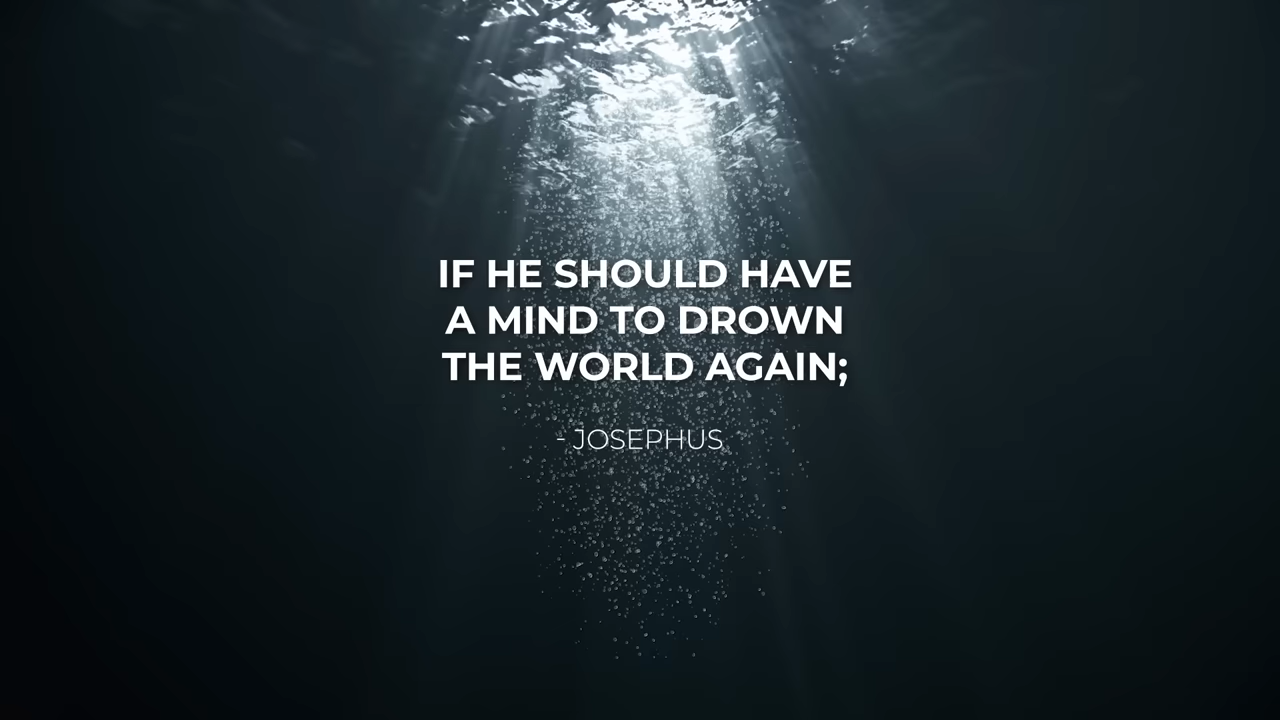 IF HE SHOULD HAVE
A MIND TO DROWN
THE WORLD AGAIN;
- JOSEPHUS